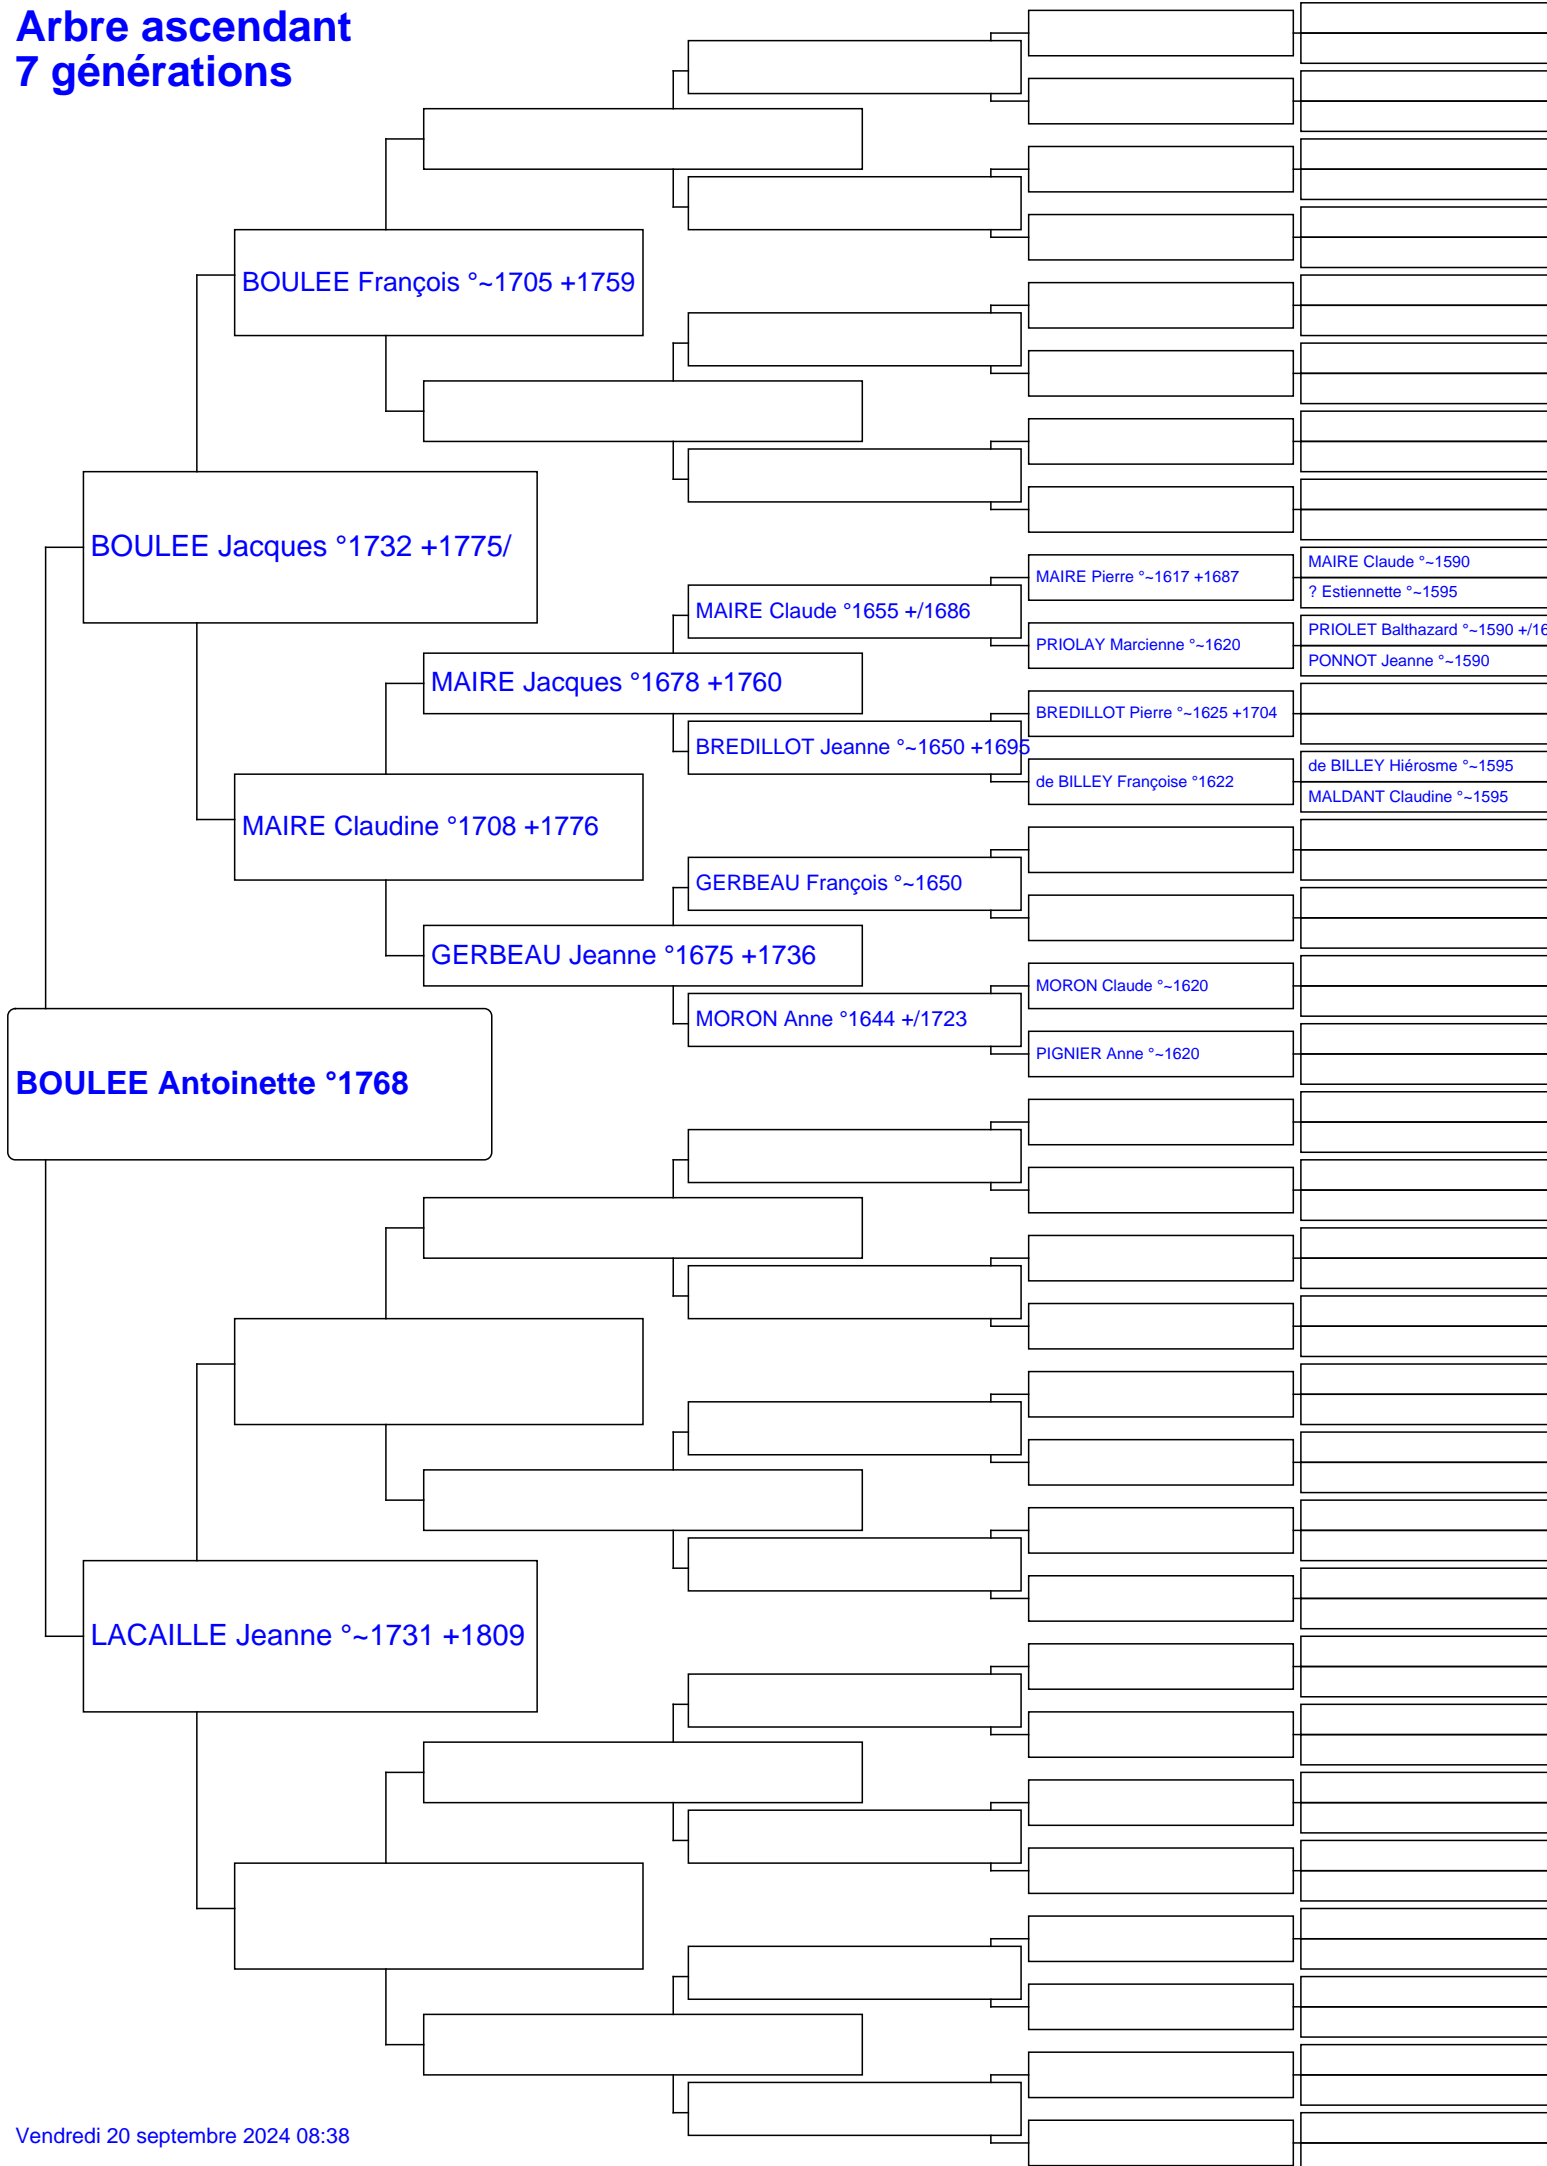 Arbre ascendant
7 générations
BOULEE François °~1705 +1759
BOULEE Jacques °1732 +1775/
MAIRE Pierre °~1617 +1687
MAIRE Claude °~1590
? Estiennette °~1595
MAIRE Claude °1655 +/1686
PRIOLAY Marcienne °~1620
PRIOLET Balthazard °~1590 +/16
PONNOT Jeanne °~1590
MAIRE Jacques °1678 +1760
BREDILLOT Pierre °~1625 +1704
BREDILLOT Jeanne °~1650 +1695
de BILLEY Françoise °1622
de BILLEY Hiérosme °~1595
MALDANT Claudine °~1595
MAIRE Claudine °1708 +1776
GERBEAU François °~1650
GERBEAU Jeanne °1675 +1736
MORON Claude °~1620
MORON Anne °1644 +/1723
PIGNIER Anne °~1620
BOULEE Antoinette °1768
LACAILLE Jeanne °~1731 +1809
Vendredi 20 septembre 2024 08:38